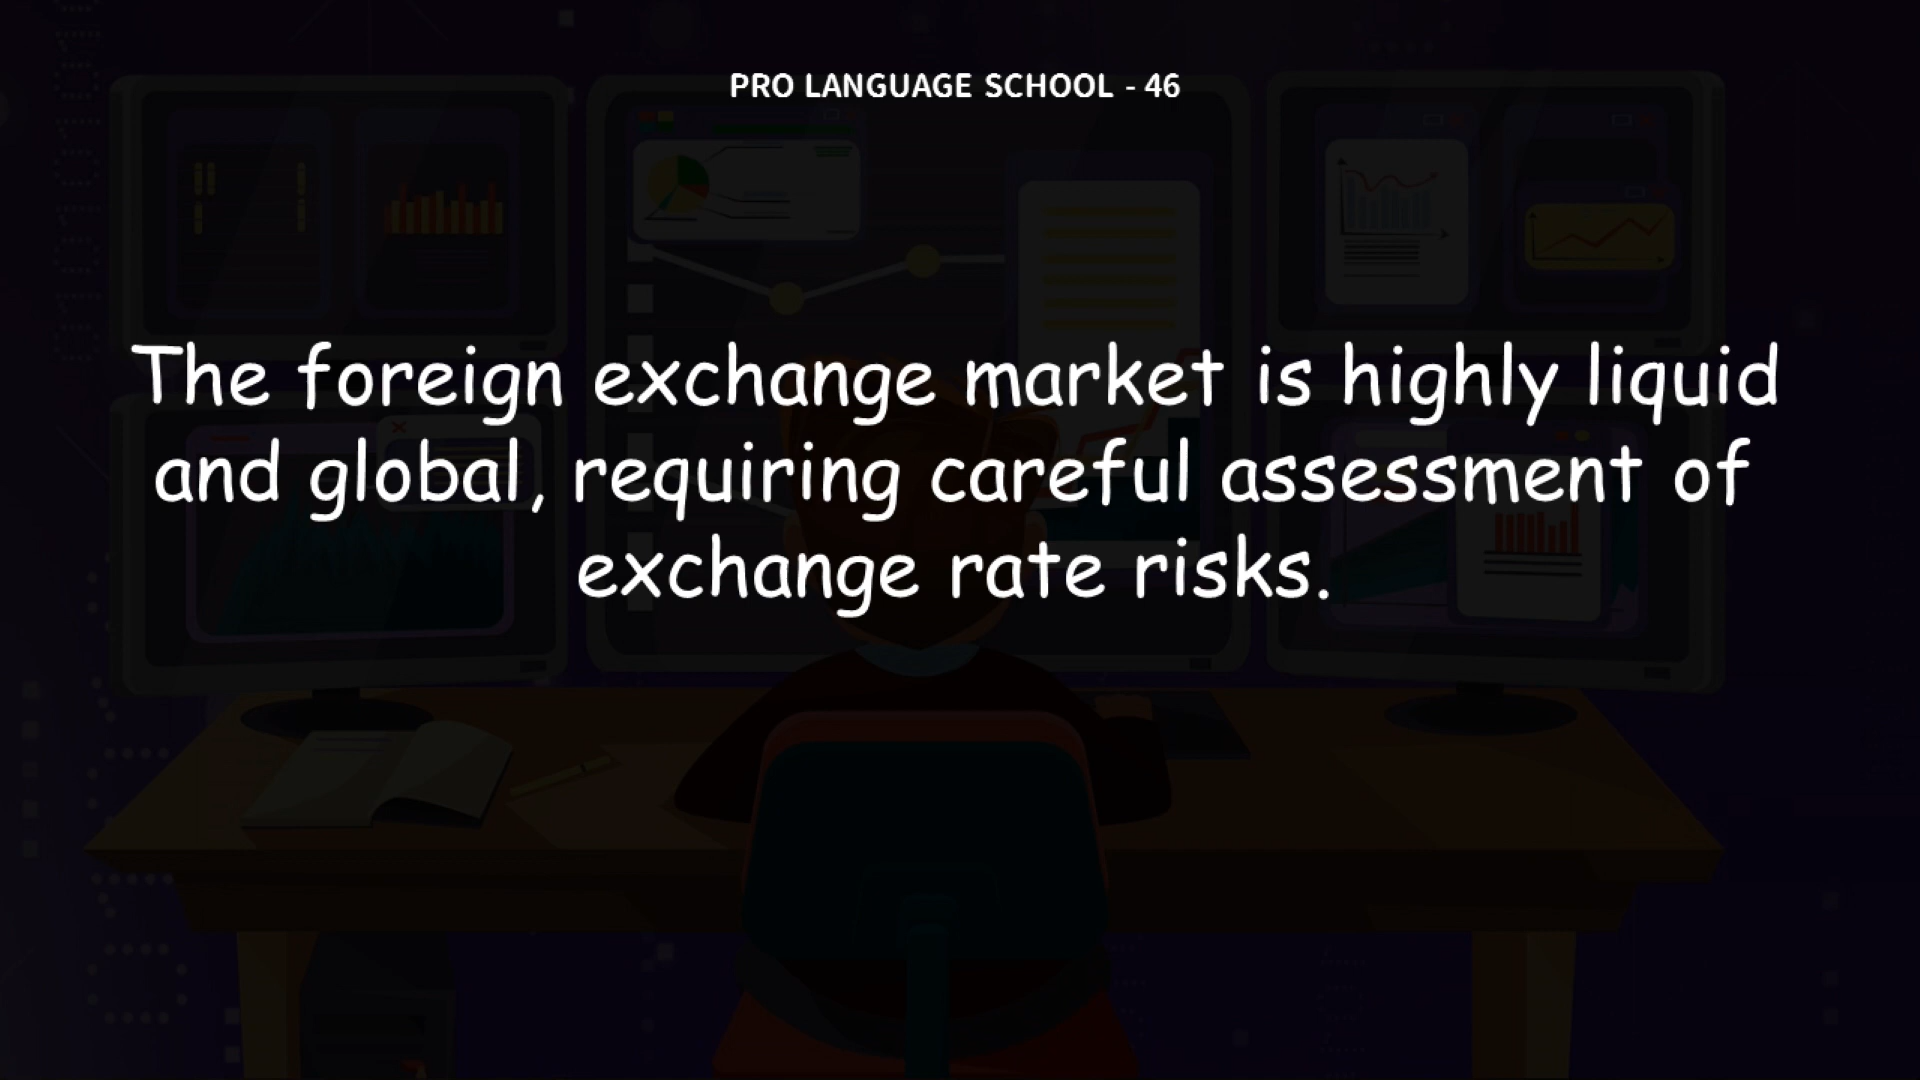 PRO LANGUAGE SCHOOL - 46
The foreign exchange market is highly liquid
and global, requiring careful assessment of
exchange rate risks.